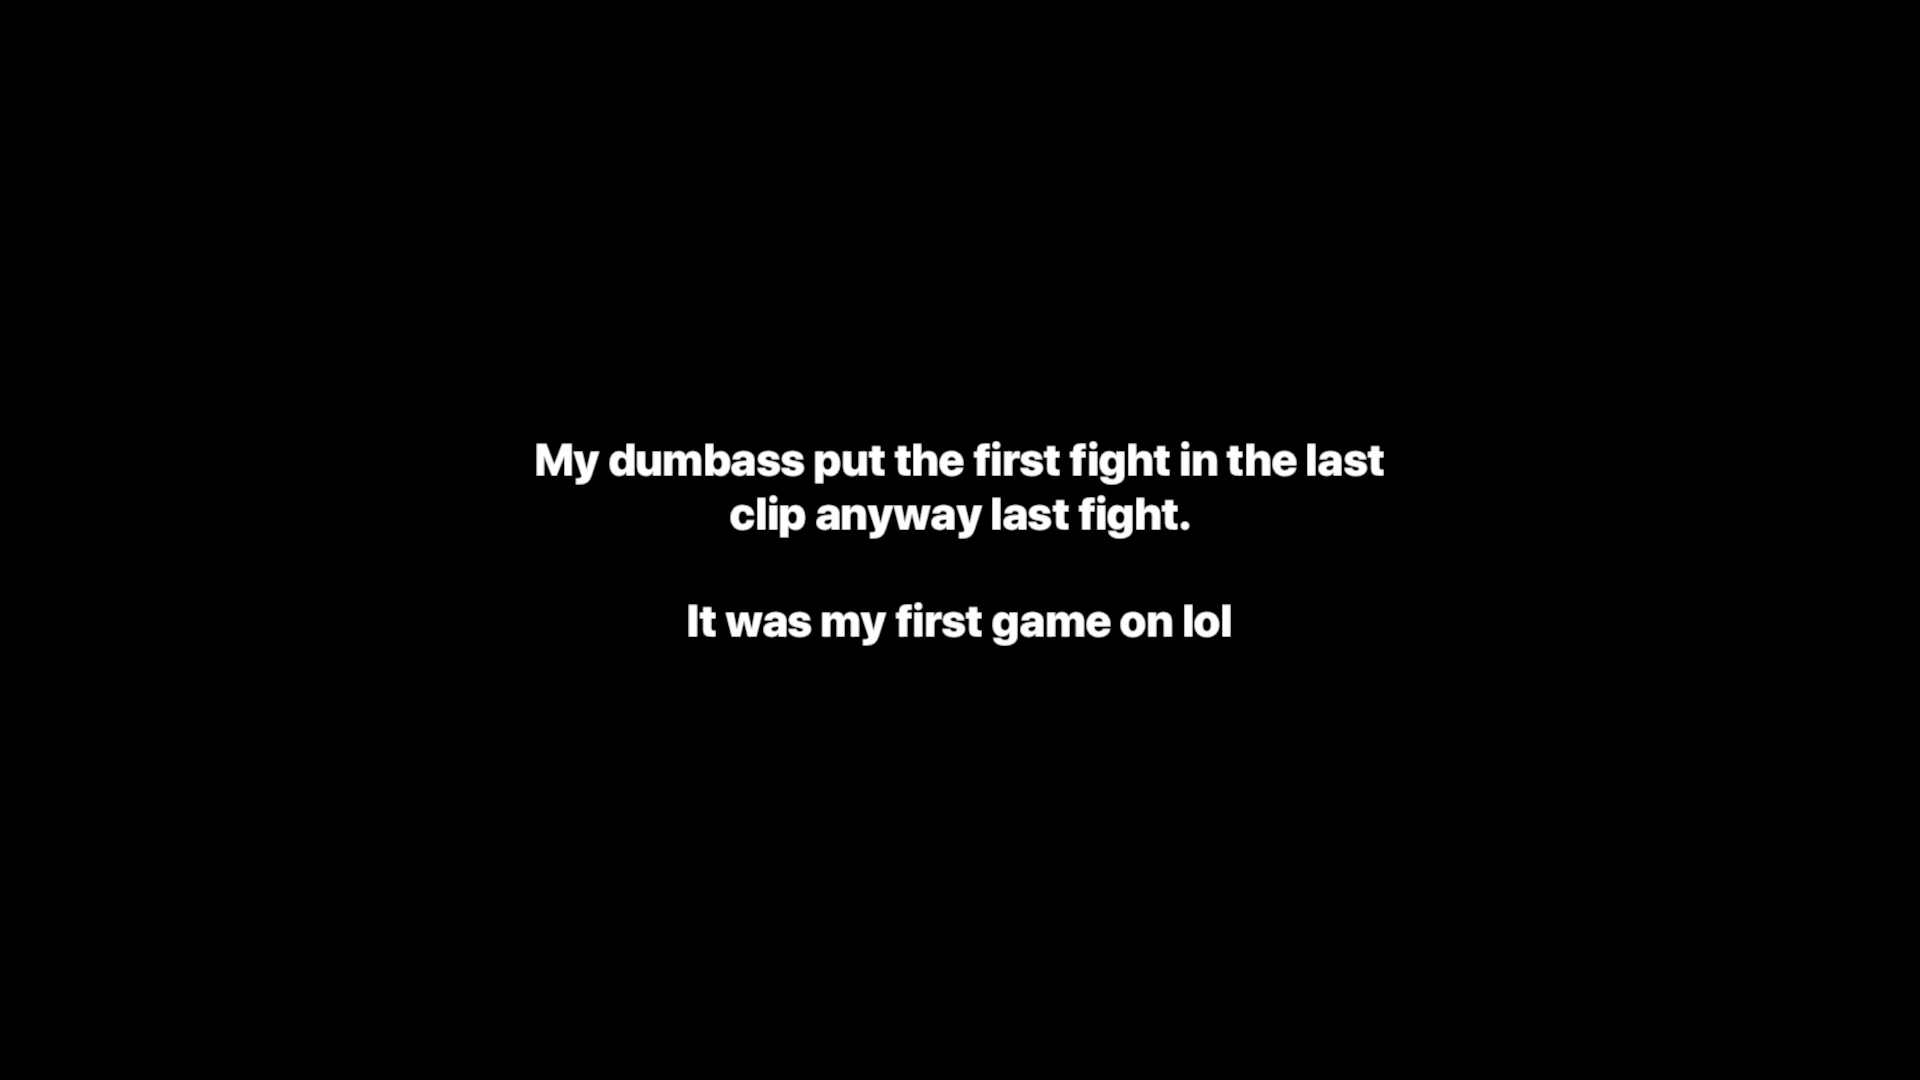 My dumbass put the first fight in the last
clip anyway last fight.
It was my first game on lol